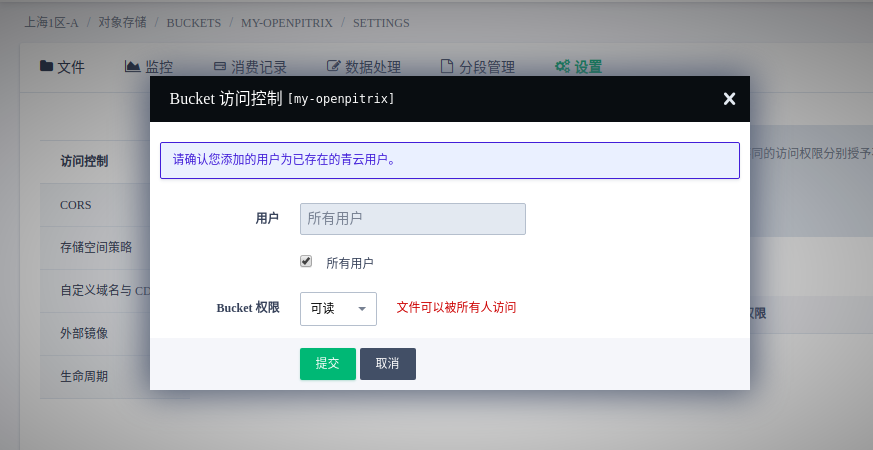 上海1区-A / 对象存储 / BUCKETS / MY-OPENPITRIX / SETTINGS
文件 监控 消费记录 数据处理 分段管理 设置
Bucket 访问控制 [my-openpitrix]
请确认您添加的用户为已存在的青云用户。
同的访问权限分别授予
访问控制
CORS
存储空间策略
自定义域名与 CD
外部镜像
生命周期
用户 所有用户
所有用户
Bucket 权限 可读 文件可以被所有人访问
权限
提交 取消